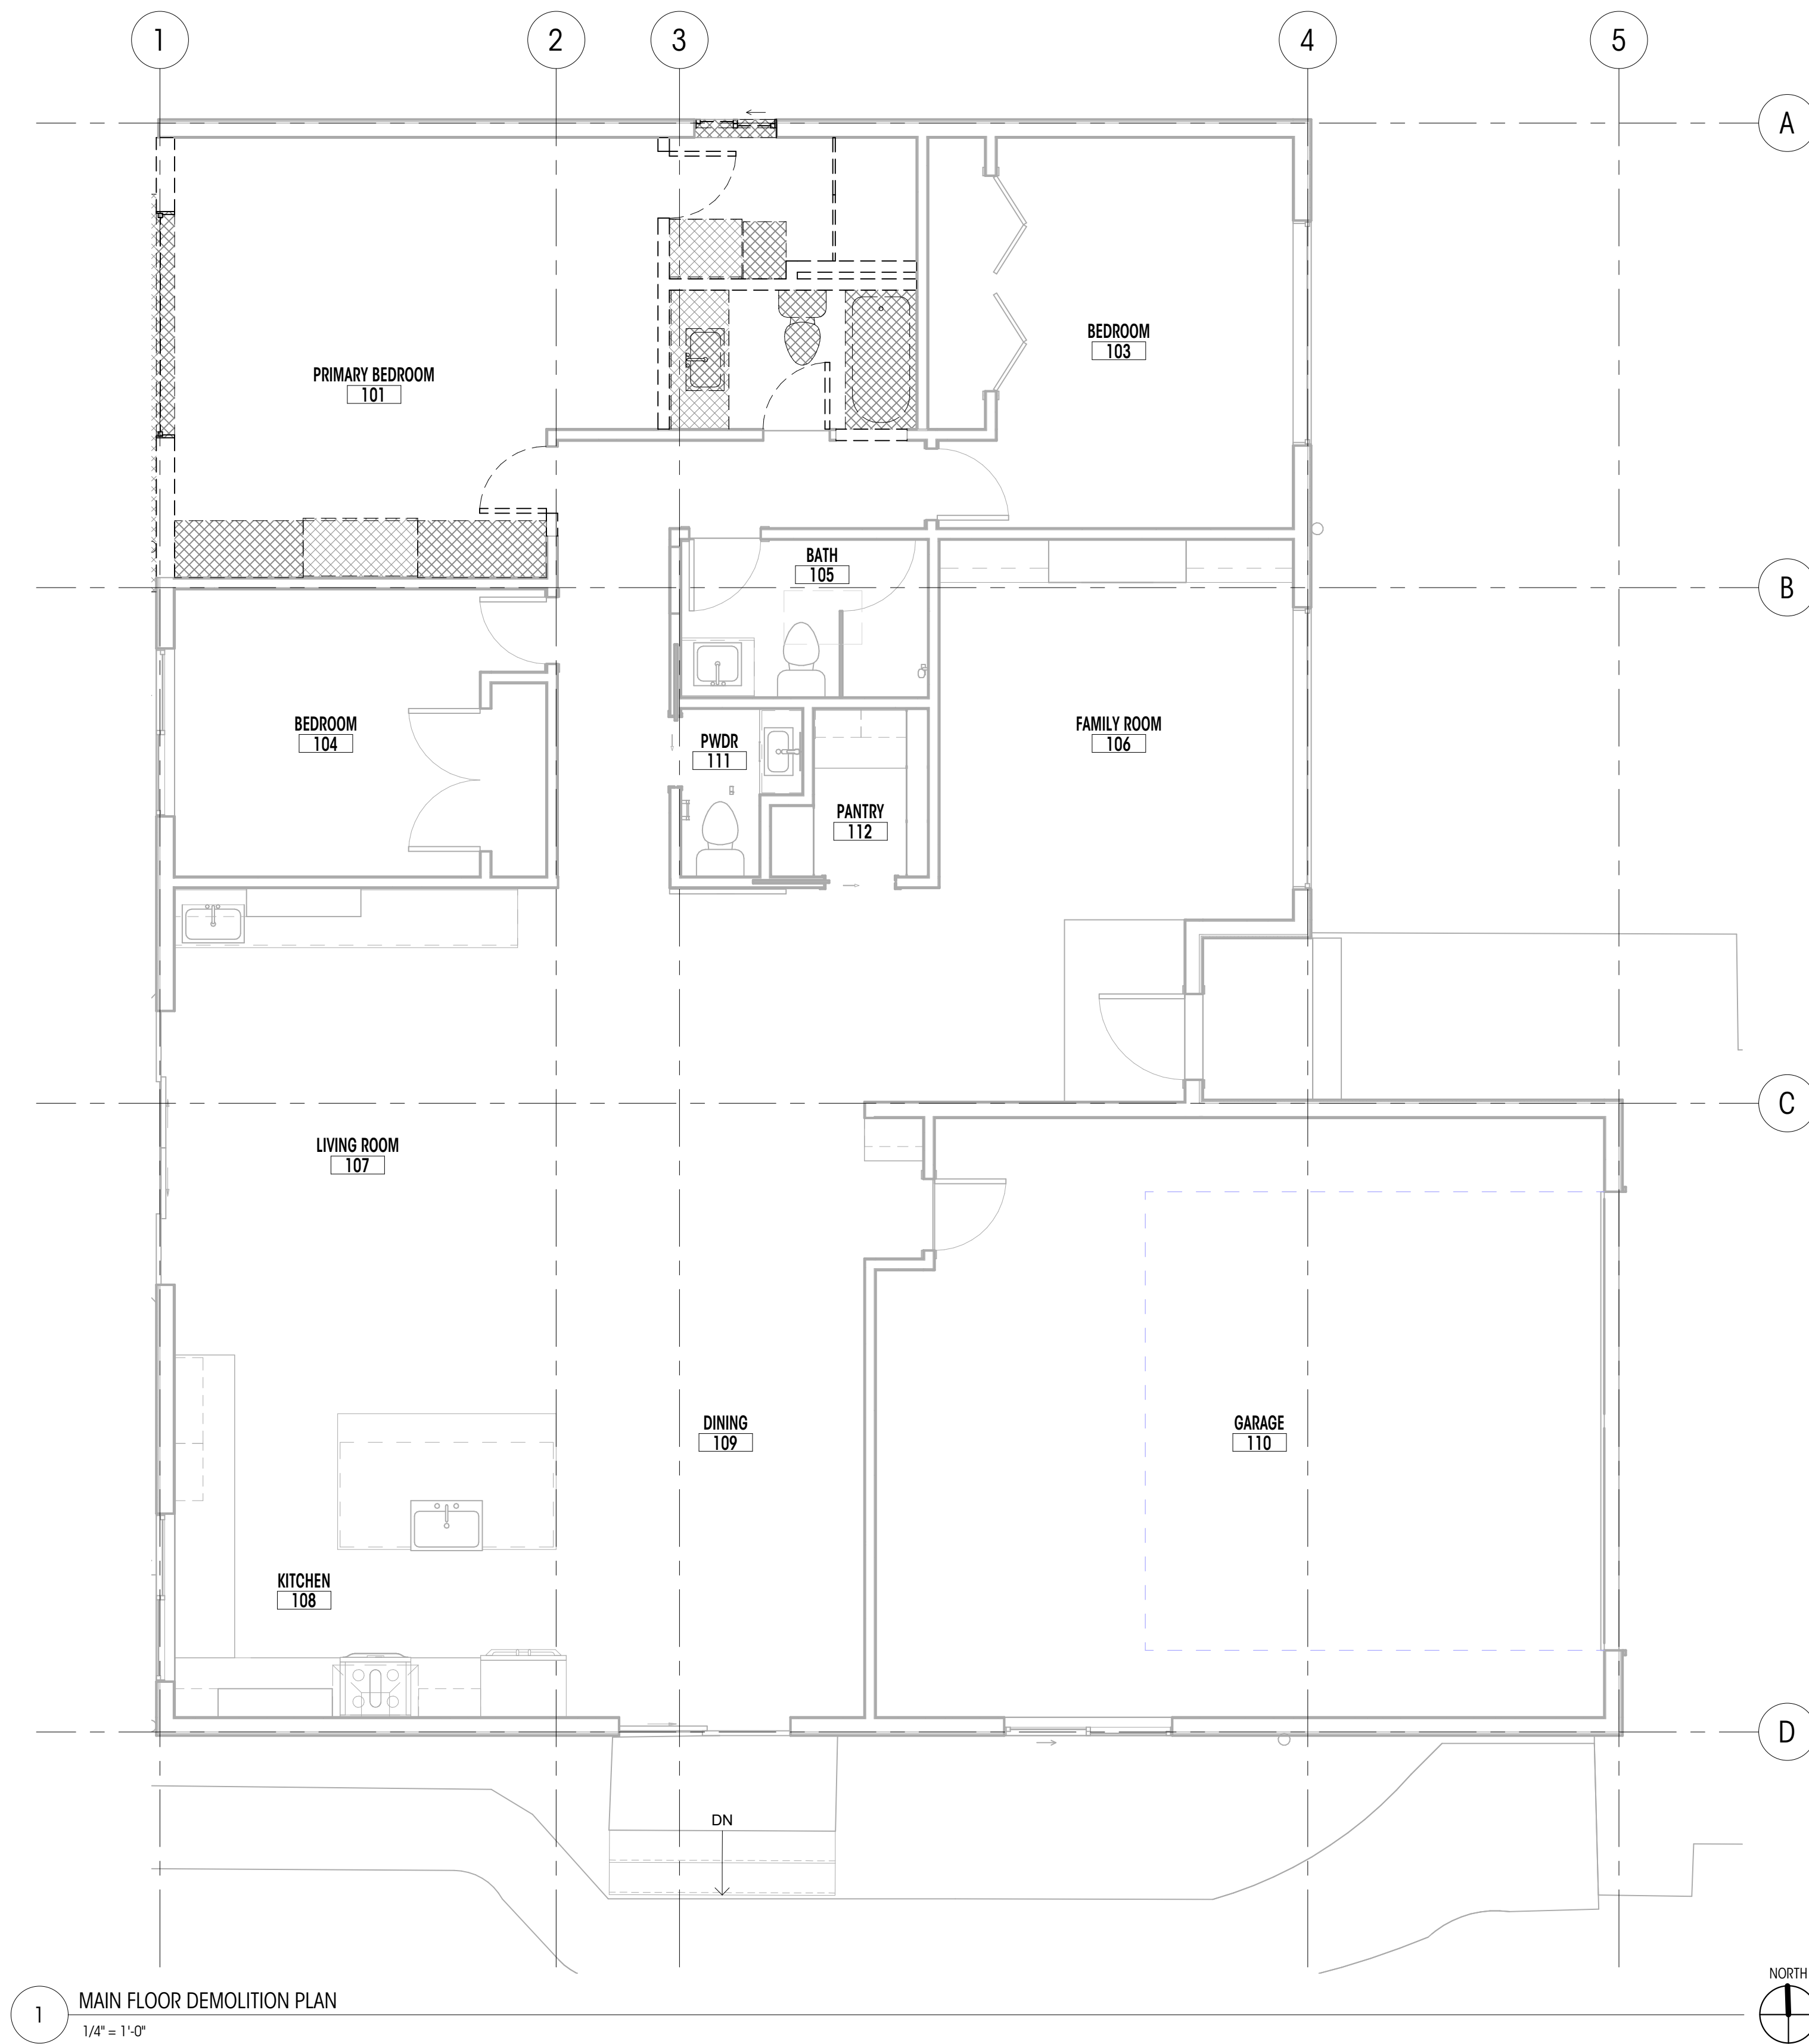 1
2
3
4
5
A
BEDROOM
103
PRIMARY BEDROOM
101
BATH
105
B
BEDROOM
104
FAMILY ROOM
106
PWDR
111
PANTRY
112
C
LIVING ROOM
107
DINING
109
GARAGE
110
KITCHEN
108
D
DN
NORTH
1
MAIN FLOOR DEMOLITION PLAN
1/4" = 1'-0"